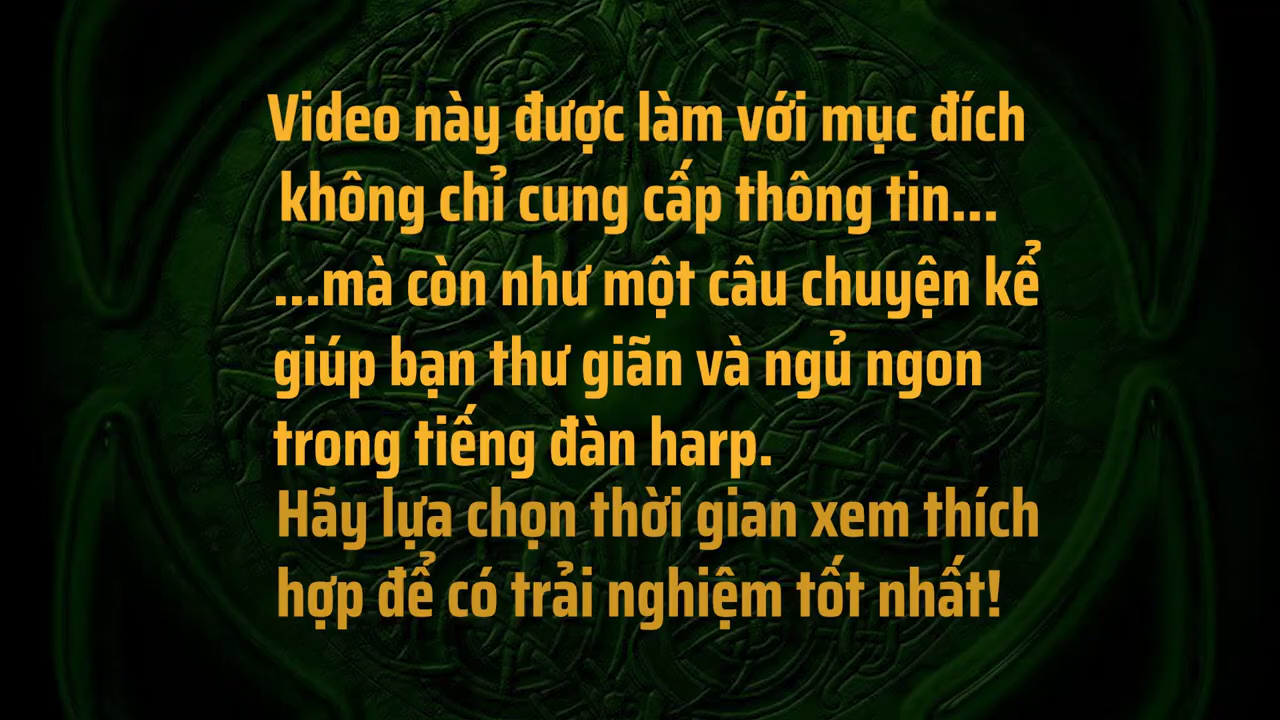 Video này được làm với mục đích
không chỉ cung cấp thông tin...
...mà còn như một câu chuyện kể
giúp bạn thư giãn và ngủ ngon
trong tiếng đàn harp.
Hãy lựa chọn thời gian xem thích
hợp để có trải nghiệm tốt nhất!